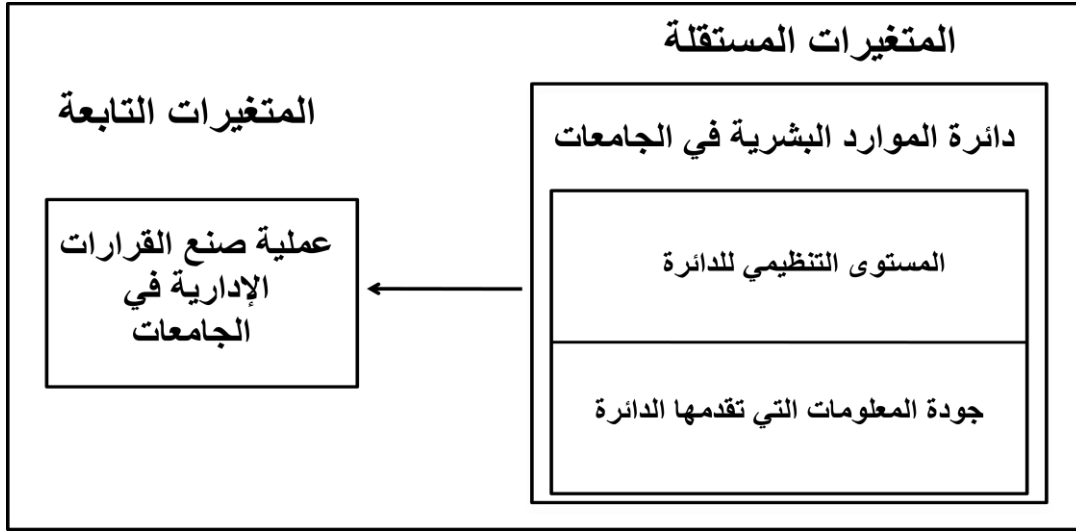 المتغيرات المستقلة
دائرة الموارد البشرية في الجامعات
المستوى التنظيمي للدائرة
جودة المعلومات التي تقدمها الدائرة
المتغيرات التابعة
عملية صنع القرارات
الإدارية في
الجامعات